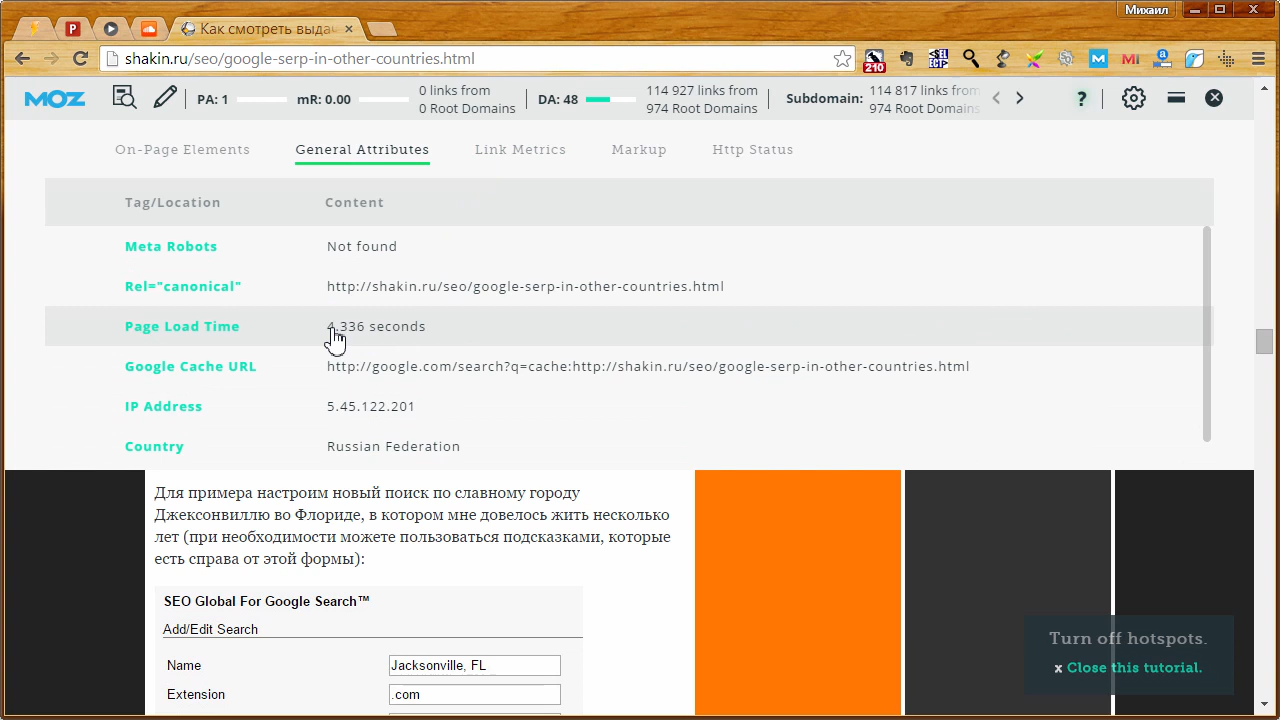 Михаил
Как смотреть выда
shakin.ru/seo/google-serp-in-other-countries.html
210
MOZ
PA: 1
mR: 0.00
0 links from
0 Root Domains
DA: 48
114 927 links from
974 Root Domains
Subdomain:
114 817 links from
974 Root Domains
?
On-Page Elements
General Attributes
Link Metrics
Markup
Http Status
Tag/Location
Content
Meta Robots
Not found
Rel="canonical"
http://shakin.ru/seo/google-serp-in-other-countries.html
Page Load Time
4.336 seconds
Google Cache URL
http://google.com/search?q=cache:http://shakin.ru/seo/google-serp-in-other-countries.html
IP Address
5.45.122.201
Country
Russian Federation
Для примера настроим новый поиск по славному городу
Джексонвиллю во Флориде, в котором мне довелось жить несколько
лет (при необходимости можете пользоваться подсказками, которые
есть справа от этой формы):
SEO Global For Google Search™
Add/Edit Search
Name
Jacksonville, FL
Extension
.com
Turn off hotspots.
x Close this tutorial.